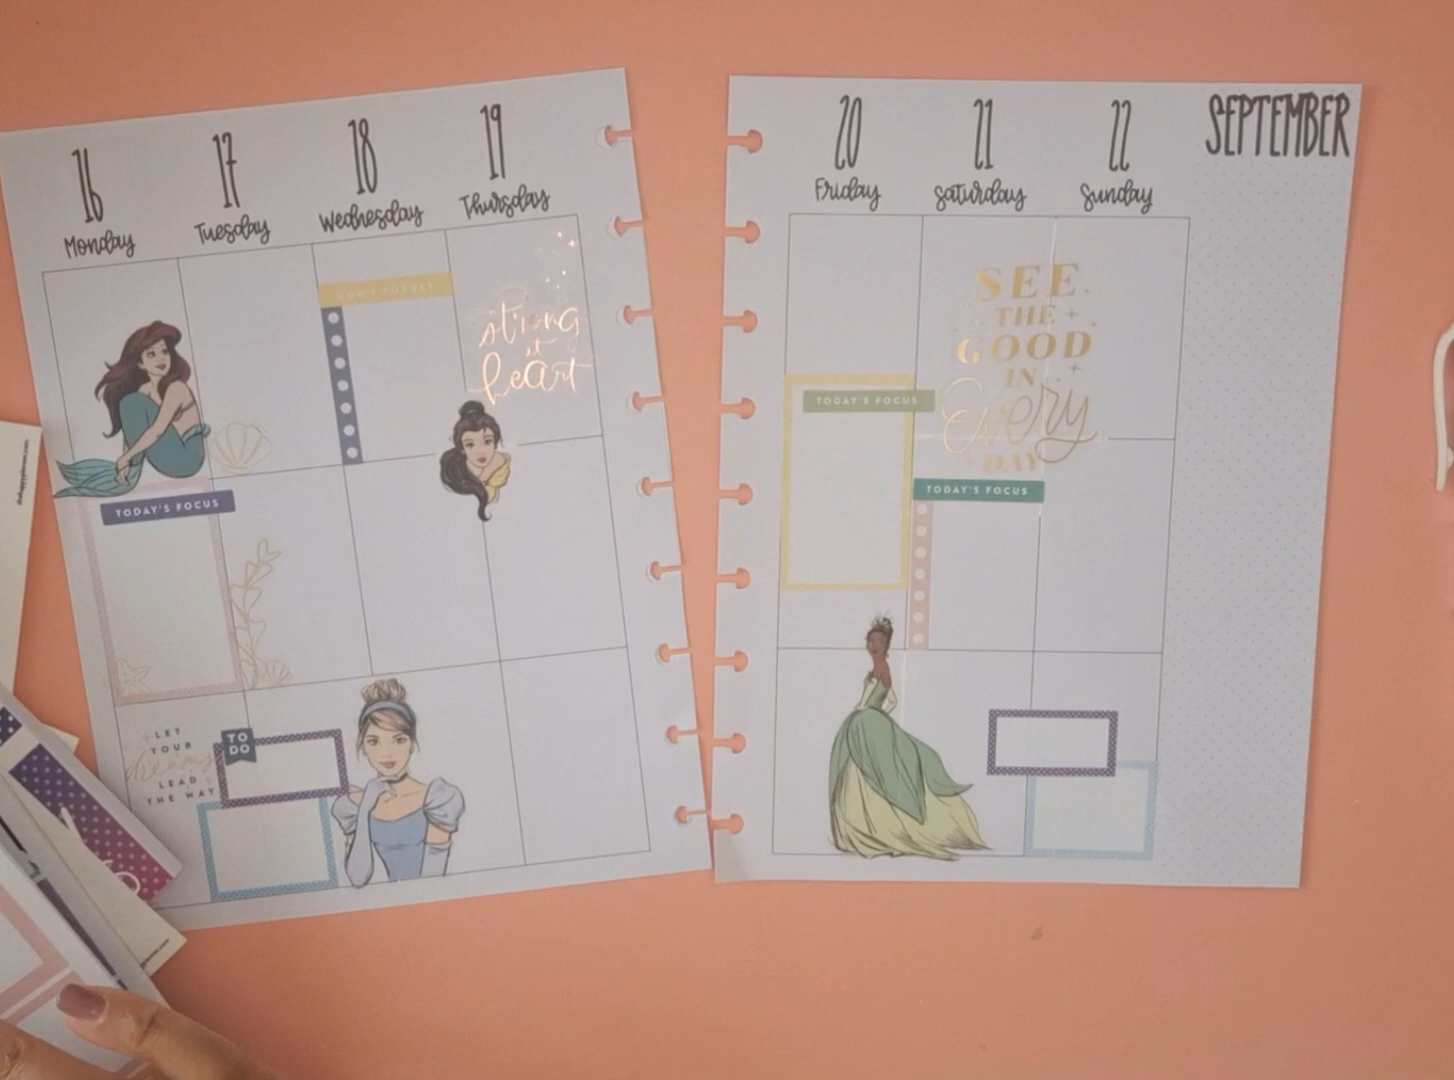 16
Monday
17
Tuesday
18
Wednesday
19
Thursday
DON'T FORGET
strong
at
heart
TODAY'S FOCUS
LET
YOUR
dreams
LEAD
THE WAY
TO
DO
20
Friday
21
Saturday
22
Sunday
SEPTEMBER
SEE
THE
GOOD
IN
Every
DAY
TODAY'S FOCUS
TODAY'S FOCUS